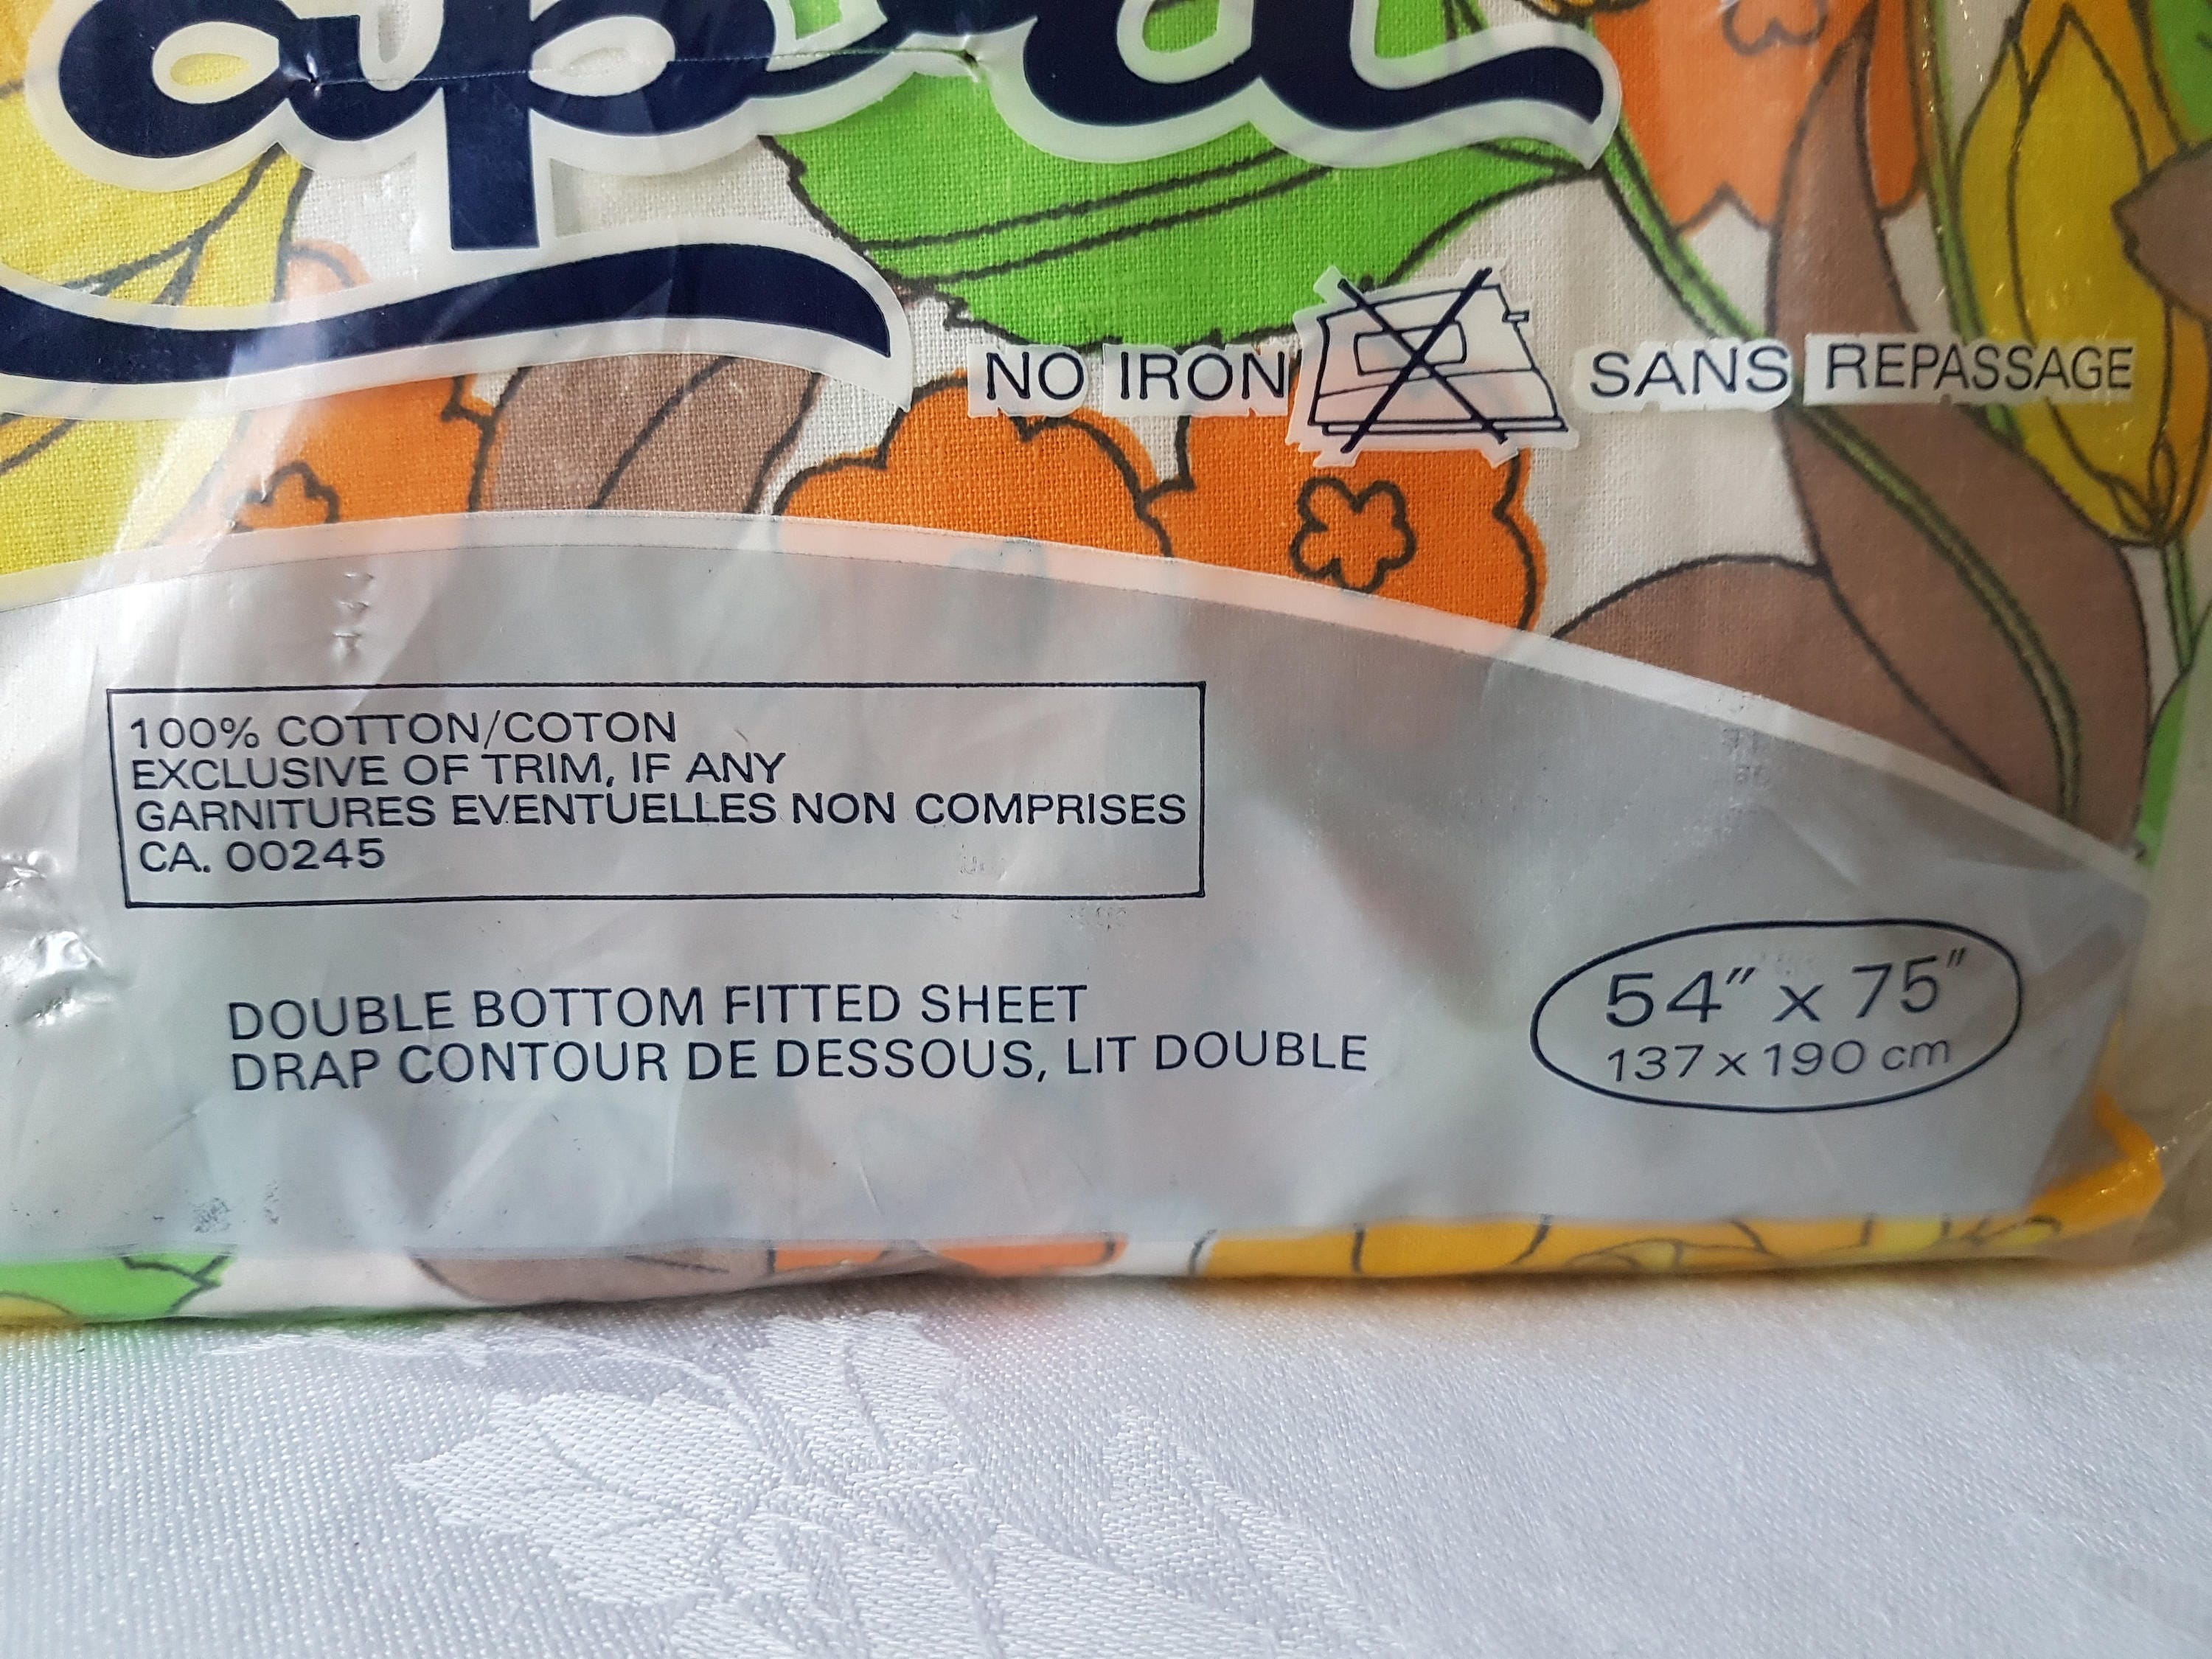 NO IRON SANS REPASSAGE
100% COTTON/COTON
EXCLUSIVE OF TRIM, IF ANY
GARNITURES EVENTUELLES NON COMPRISES
CA. 00245
DOUBLE BOTTOM FITTED SHEET
DRAP CONTOUR DE DESSOUS, LIT DOUBLE
54" x 75"
137 x 190 cm